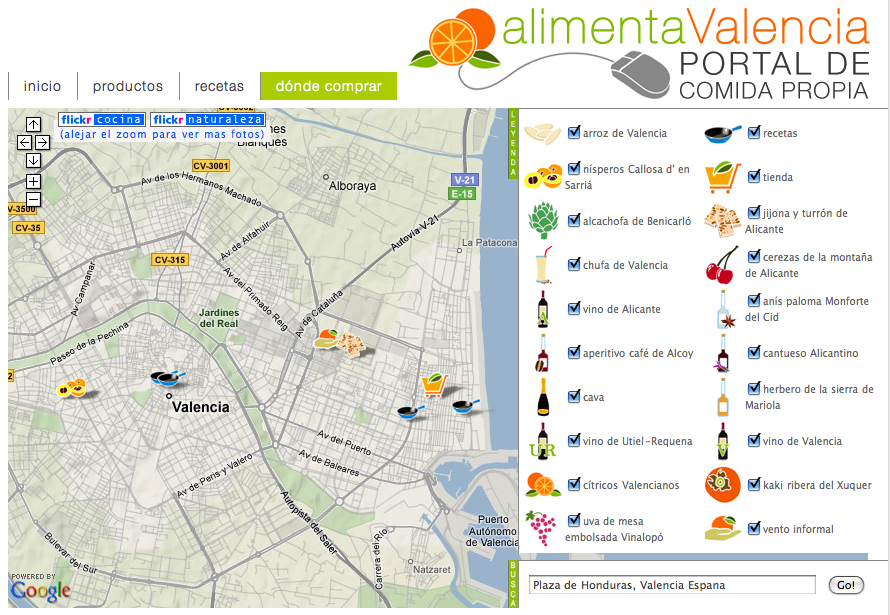 alimentaValencia
PORTAL DE
COMIDA PROPIA
inicio
productos
recetas
dónde comprar
flickr cocina
flickr naturaleza
(alejar el zoom para ver mas fotos)
Blanques
CV-3001
Av de los Hermanos Machado
Alboraya
V-21
E-15
CV-35
Av de Alfahuir
Autovía V-21
La Patacona
CV-315
Av Campanar
Av del Primado Reig
Av de Cataluña
Jardines
del Real
Paseo de la Pechina
Valencia
Av del Puerto
Av de Baleares
Av de Peris y Valero
Autopista del Saler
Puerto
Autónomo
de Valencia
Bulevar del Sur
Carrera del Río
Natzaret
POWERED BY
Google
LEYENDA
arroz de Valencia
recetas
nísperos Callosa d' en
Sarriá
tienda
alcachofa de Benicarló
jijona y turrón de
Alicante
chufa de Valencia
cerezas de la montaña
de Alicante
vino de Alicante
anís paloma Monforte
del Cid
aperitivo café de Alcoy
cantueso Alicantino
cava
herbero de la sierra de
Mariola
UR
vino de Utiel-Requena
V
vino de Valencia
cítricos Valencianos
kaki ribera del Xuquer
uva de mesa
embolsada Vinalopó
vento informal
BUSCA
Plaza de Honduras, Valencia Espana
Go!